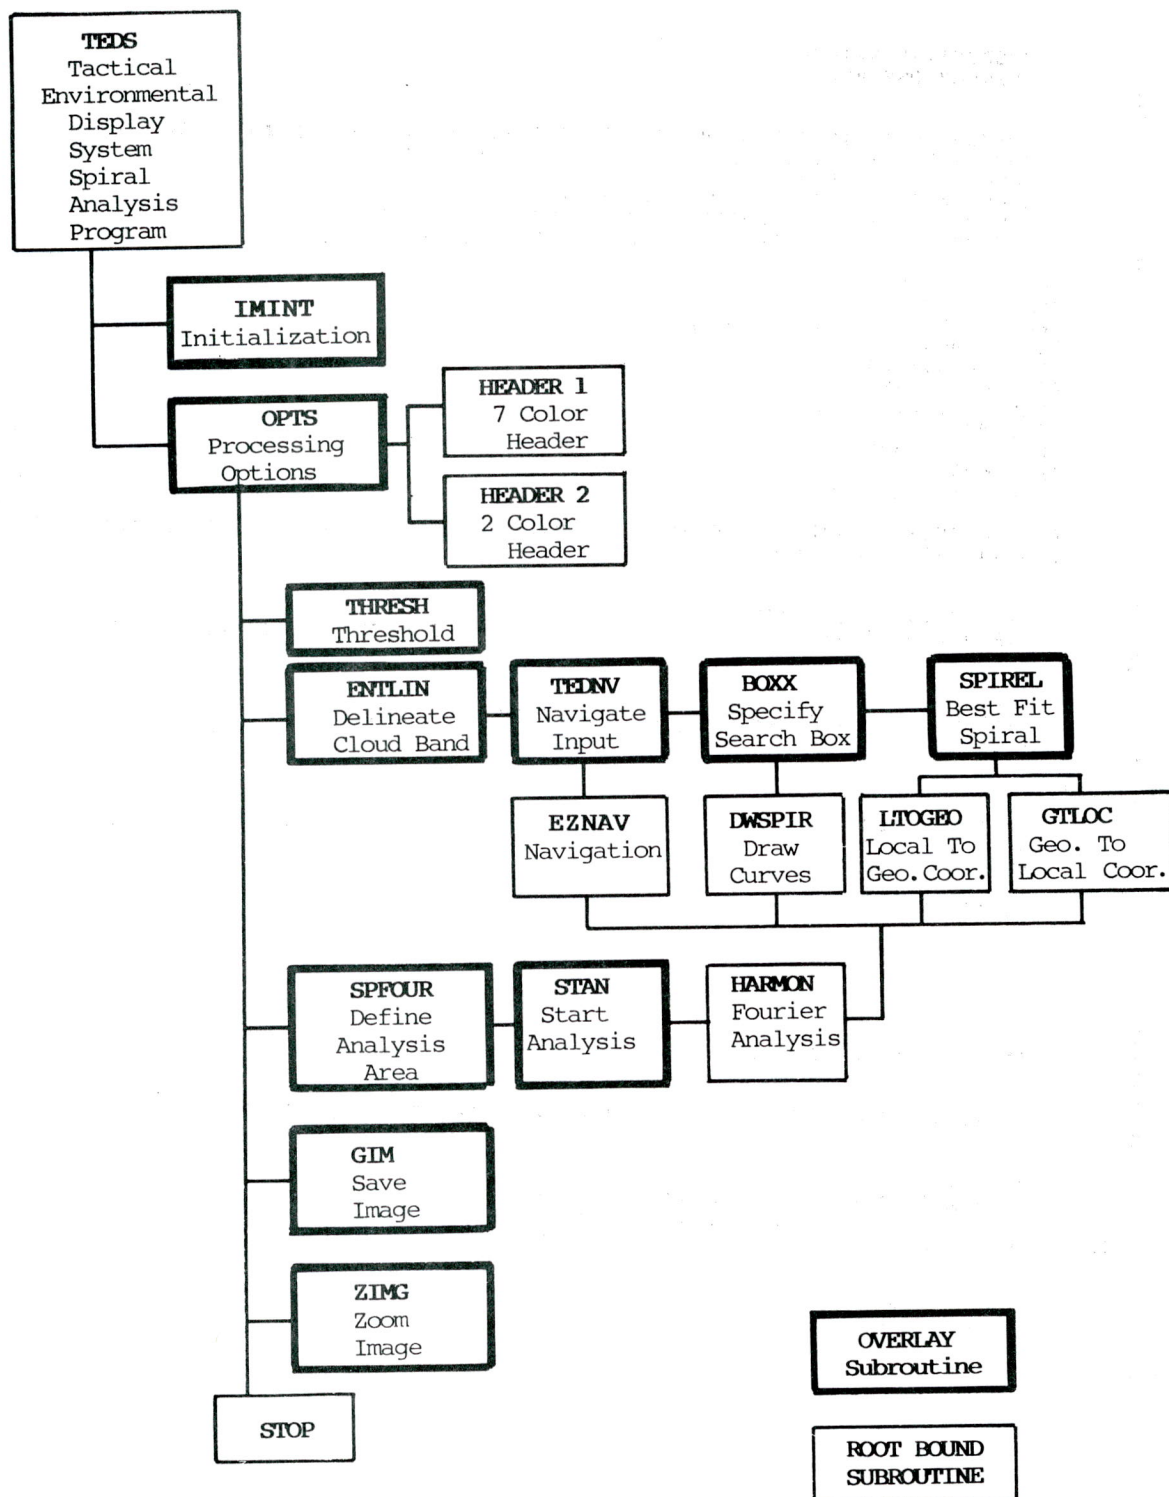 TEDS
Tactical
Environmental
Display
System
Spiral
Analysis
Program
IMINT
Initialization
OPTS
Processing
Options
HEADER 1
7 Color
Header
HEADER 2
2 Color
Header
THRESH
Threshold
ENTLIN
Delineate
Cloud Band
TEDNV
Navigate
Input
BOXX
Specify
Search Box
SPIREL
Best Fit
Spiral
EZNAV
Navigation
DWSPIR
Draw
Curves
LTOGEO
Local To
Geo.Coor.
GTLOC
Geo. To
Local Coor.
SPFOUR
Define
Analysis
Area
STAN
Start
Analysis
HARMON
Fourier
Analysis
GIM
Save
Image
ZIMG
Zoom
Image
STOP
OVERLAY
Subroutine
ROOT BOUND
SUBROUTINE